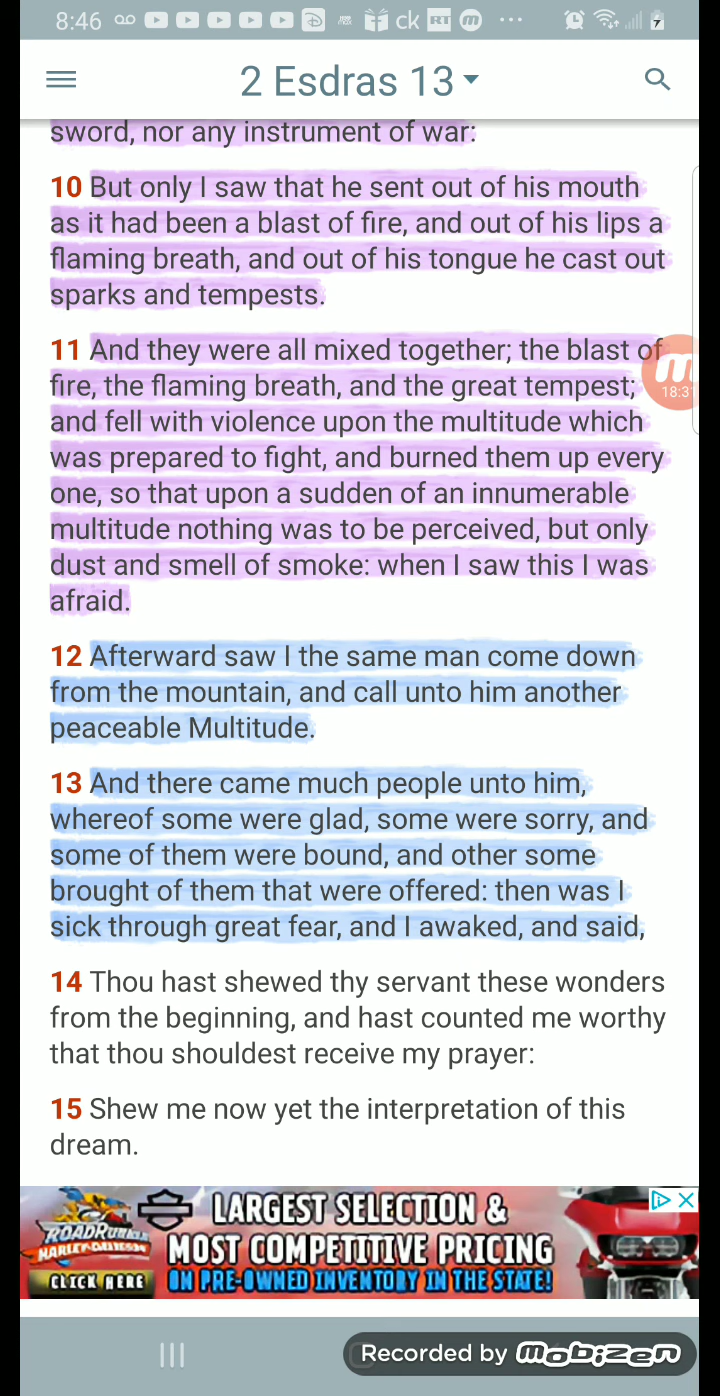 8:46 ck RT m ...
2 Esdras 13
sword, nor any instrument of war:
10 But only I saw that he sent out of his mouth
as it had been a blast of fire, and out of his lips a
flaming breath, and out of his tongue he cast out
sparks and tempests.
11 And they were all mixed together; the blast of
fire, the flaming breath, and the great tempest;
m
18:31
and fell with violence upon the multitude which
was prepared to fight, and burned them up every
one, so that upon a sudden of an innumerable
multitude nothing was to be perceived, but only
dust and smell of smoke: when I saw this I was
afraid.
12 Afterward saw I the same man come down
from the mountain, and call unto him another
peaceable Multitude.
13 And there came much people unto him,
whereof some were glad, some were sorry, and
some of them were bound, and other some
brought of them that were offered: then was I
sick through great fear, and I awaked, and said,
14 Thou hast shewed thy servant these wonders
from the beginning, and hast counted me worthy
that thou shouldest receive my prayer:
15 Shew me now yet the interpretation of this
dream.
ROADRUNNER
HARLEY-DAVIDSON
CLICK HERE
LARGEST SELECTION &
MOST COMPETITIVE PRICING
ON PRE-OWNED INVENTORY IN THE STATE!
Recorded by mobizen